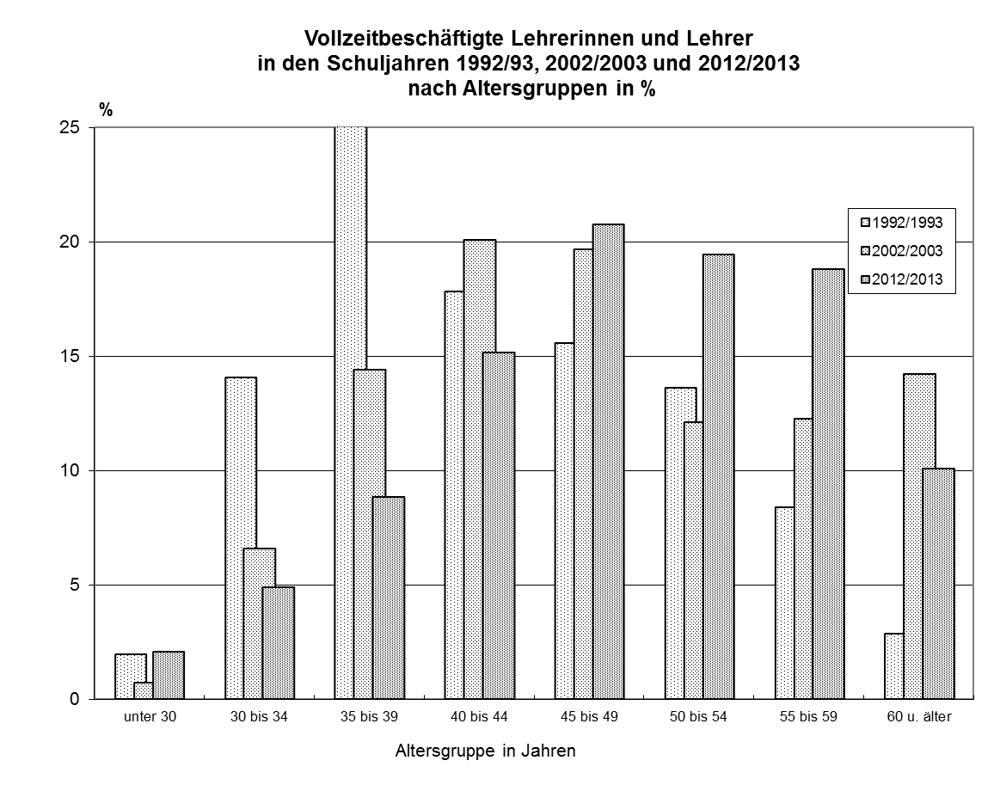 Vollzeitbeschäftigte Lehrerinnen und Lehrer
in den Schuljahren 1992/93, 2002/2003 und 2012/2013
nach Altersgruppen in %
%
25
20
15
10
5
0
1992/1993
2002/2003
2012/2013
unter 30
30 bis 34
35 bis 39
40 bis 44
45 bis 49
50 bis 54
55 bis 59
60 u. älter
Altersgruppe in Jahren